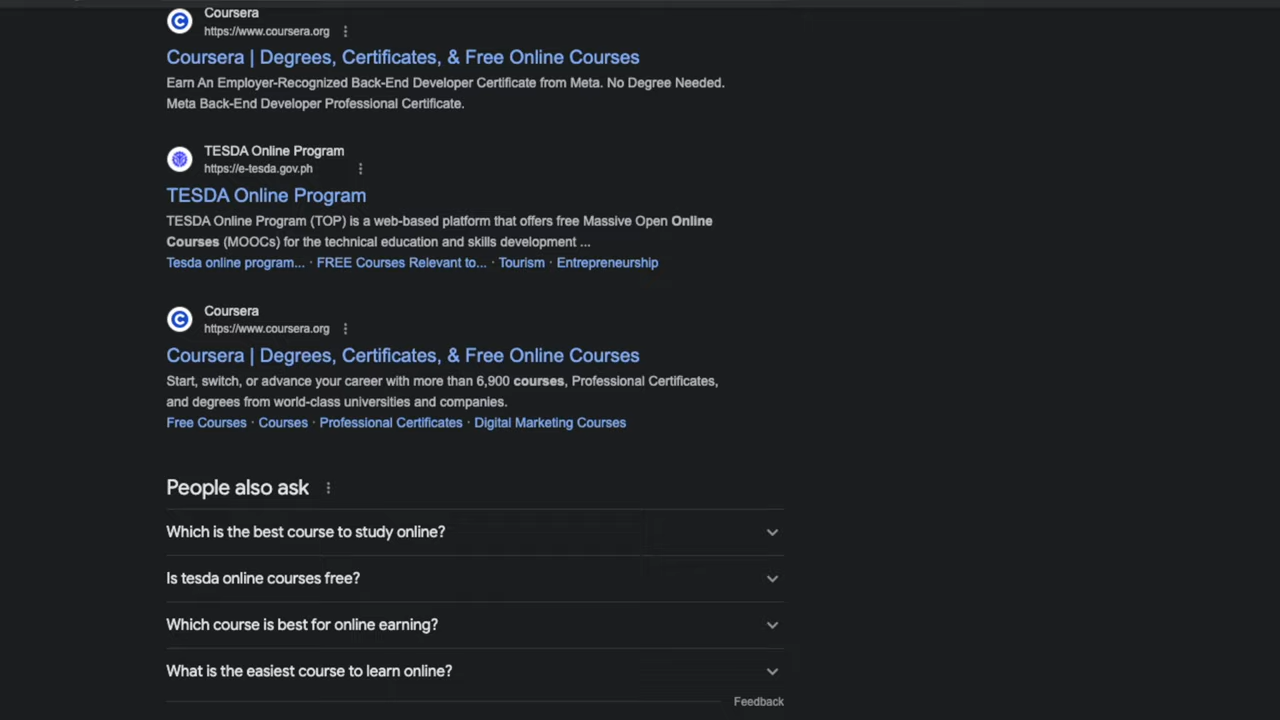 Coursera
https://www.coursera.org
Coursera | Degrees, Certificates, & Free Online Courses
Earn An Employer-Recognized Back-End Developer Certificate from Meta. No Degree Needed.
Meta Back-End Developer Professional Certificate.
TESDA Online Program
https://e-tesda.gov.ph
TESDA Online Program
TESDA Online Program (TOP) is a web-based platform that offers free Massive Open Online
Courses (MOOCs) for the technical education and skills development ...
Tesda online program... · FREE Courses Relevant to... · Tourism · Entrepreneurship
Coursera
https://www.coursera.org
Coursera | Degrees, Certificates, & Free Online Courses
Start, switch, or advance your career with more than 6,900 courses, Professional Certificates,
and degrees from world-class universities and companies.
Free Courses · Courses · Professional Certificates · Digital Marketing Courses
People also ask
Which is the best course to study online?
Is tesda online courses free?
Which course is best for online earning?
What is the easiest course to learn online?
Feedback